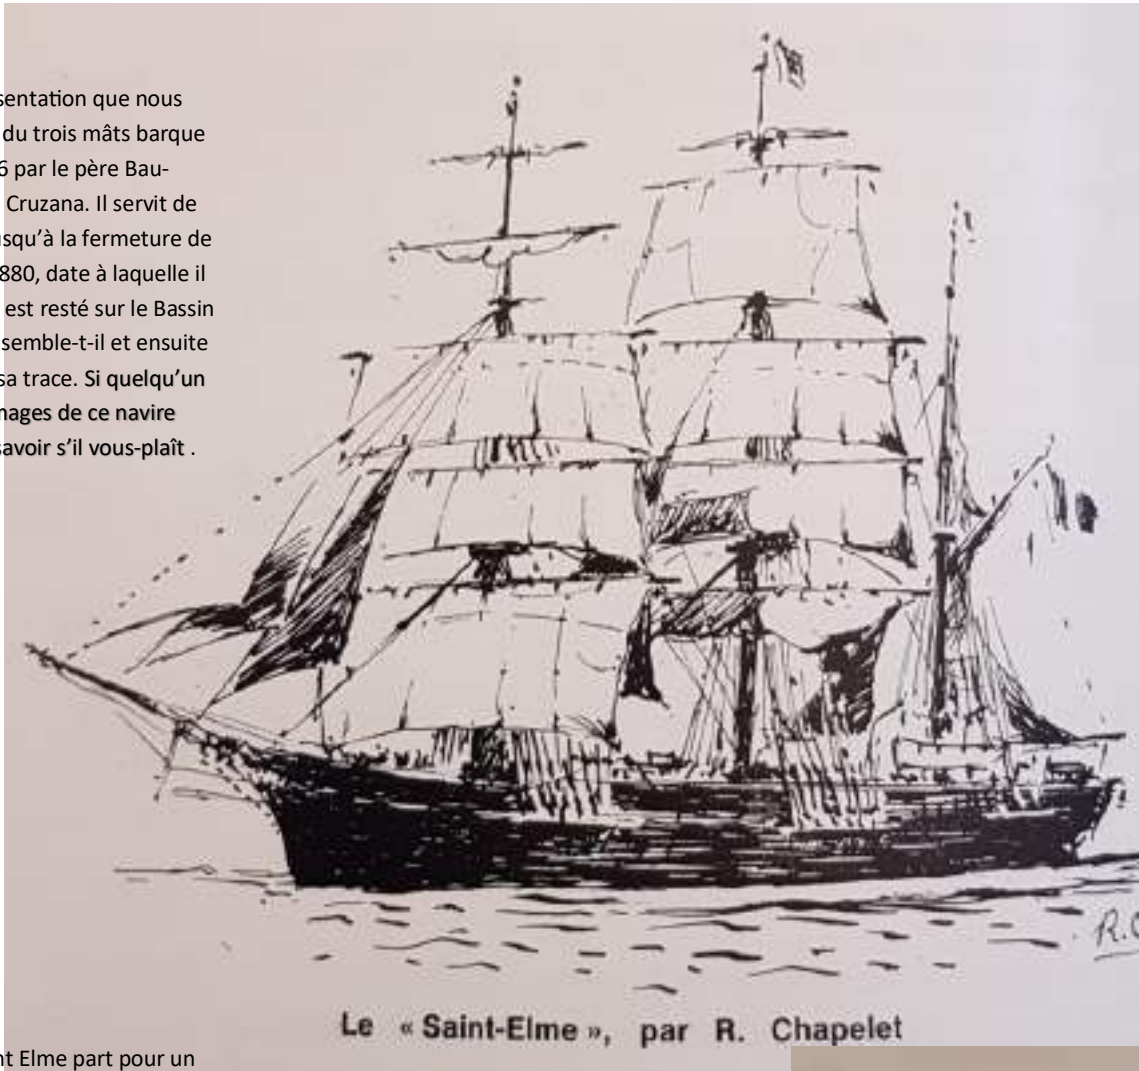 sentation que nous
du trois mâts barque
6 par le père Bau-
Cruzana. Il servit de
squ’à la fermeture de
880, date à laquelle il
est resté sur le Bassin
semble-t-il et ensuite
sa trace. Si quelqu’un
mages de ce navire
savoir s’il vous-plaît .
R.C
Le « Saint-Elme », par R. Chapelet
nt Elme part pour un